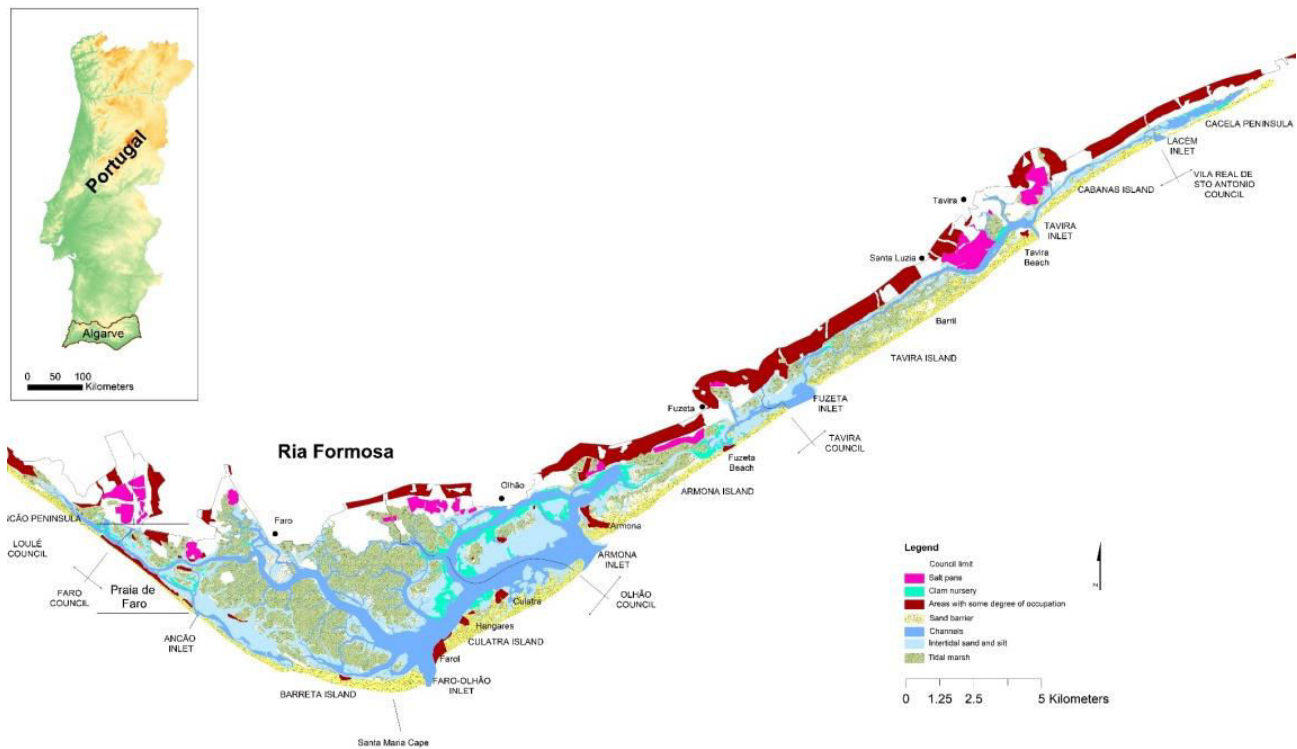 Portugal
Algarve
0 50 100
Kilometers
Ria Formosa
CACELA PENINSULA
LACÉM
INLET
VILA REAL DE
STO ANTONIO
COUNCIL
CABANAS ISLAND
Tavira
TAVIRA
INLET
Tavira
Beach
Santa Luzia
Barril
TAVIRA ISLAND
FUZETA
INLET
TAVIRA
COUNCIL
Fuzeta
Fuzeta
Beach
ARMONA ISLAND
Olhão
Armona
ARMONA
INLET
OLHÃO
COUNCIL
Culatra
Hangares
CULATRA ISLAND
Farol
FARO-OLHÃO
INLET
Faro
NCÃO PENINSULA
LOULÉ
COUNCIL
FARO
COUNCIL
Praia de
Faro
ANCÃO
INLET
BARRETA ISLAND
Santa Maria Cape
Legend
Council limit
Salt pans
Clam nursery
Areas with some degree of occupation
Sand barrier
Channels
Intertidal sand and silt
Tidal marsh
N
0 1.25 2.5 5 Kilometers